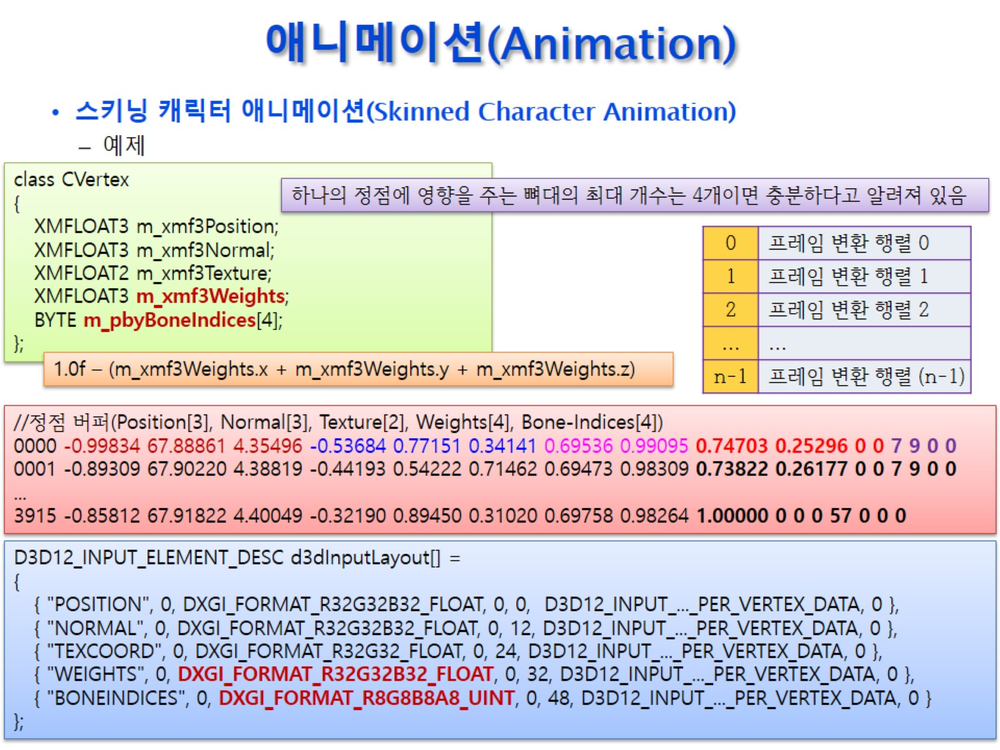 애니메이션(Animation)
• 스키닝 캐릭터 애니메이션(Skinned Character Animation)
– 예제
class CVertex
{
XMFLOAT3 m_xmf3Position;
XMFLOAT3 m_xmf3Normal;
XMFLOAT2 m_xmf3Texture;
XMFLOAT3 m_xmf3Weights;
BYTE m_pbyBoneIndices[4];
};
하나의 정점에 영향을 주는 뼈대의 최대 개수는 4개이면 충분하다고 알려져 있음
0 프레임 변환 행렬 0
1 프레임 변환 행렬 1
2 프레임 변환 행렬 2
... ...
n-1 프레임 변환 행렬 (n-1)
1.0f – (m_xmf3Weights.x + m_xmf3Weights.y + m_xmf3Weights.z)
//정점 버퍼(Position[3], Normal[3], Texture[2], Weights[4], Bone-Indices[4])
0000 -0.99834 67.88861 4.35496 -0.53684 0.77151 0.34141 0.69536 0.99095 0.74703 0.25296 0 0 7 9 0 0
0001 -0.89309 67.90220 4.38819 -0.44193 0.54222 0.71462 0.69473 0.98309 0.73822 0.26177 0 0 7 9 0 0
...
3915 -0.85812 67.91822 4.40049 -0.32190 0.89450 0.31020 0.69758 0.98264 1.00000 0 0 0 57 0 0 0
D3D12_INPUT_ELEMENT_DESC d3dInputLayout[] =
{
{ "POSITION", 0, DXGI_FORMAT_R32G32B32_FLOAT, 0, 0, D3D12_INPUT_..._PER_VERTEX_DATA, 0 },
{ "NORMAL", 0, DXGI_FORMAT_R32G32B32_FLOAT, 0, 12, D3D12_INPUT_..._PER_VERTEX_DATA, 0 },
{ "TEXCOORD", 0, DXGI_FORMAT_R32G32_FLOAT, 0, 24, D3D12_INPUT_..._PER_VERTEX_DATA, 0 },
{ "WEIGHTS", 0, DXGI_FORMAT_R32G32B32_FLOAT, 0, 32, D3D12_INPUT_..._PER_VERTEX_DATA, 0 },
{ "BONEINDICES", 0, DXGI_FORMAT_R8G8B8A8_UINT, 0, 48, D3D12_INPUT_..._PER_VERTEX_DATA, 0 }
};